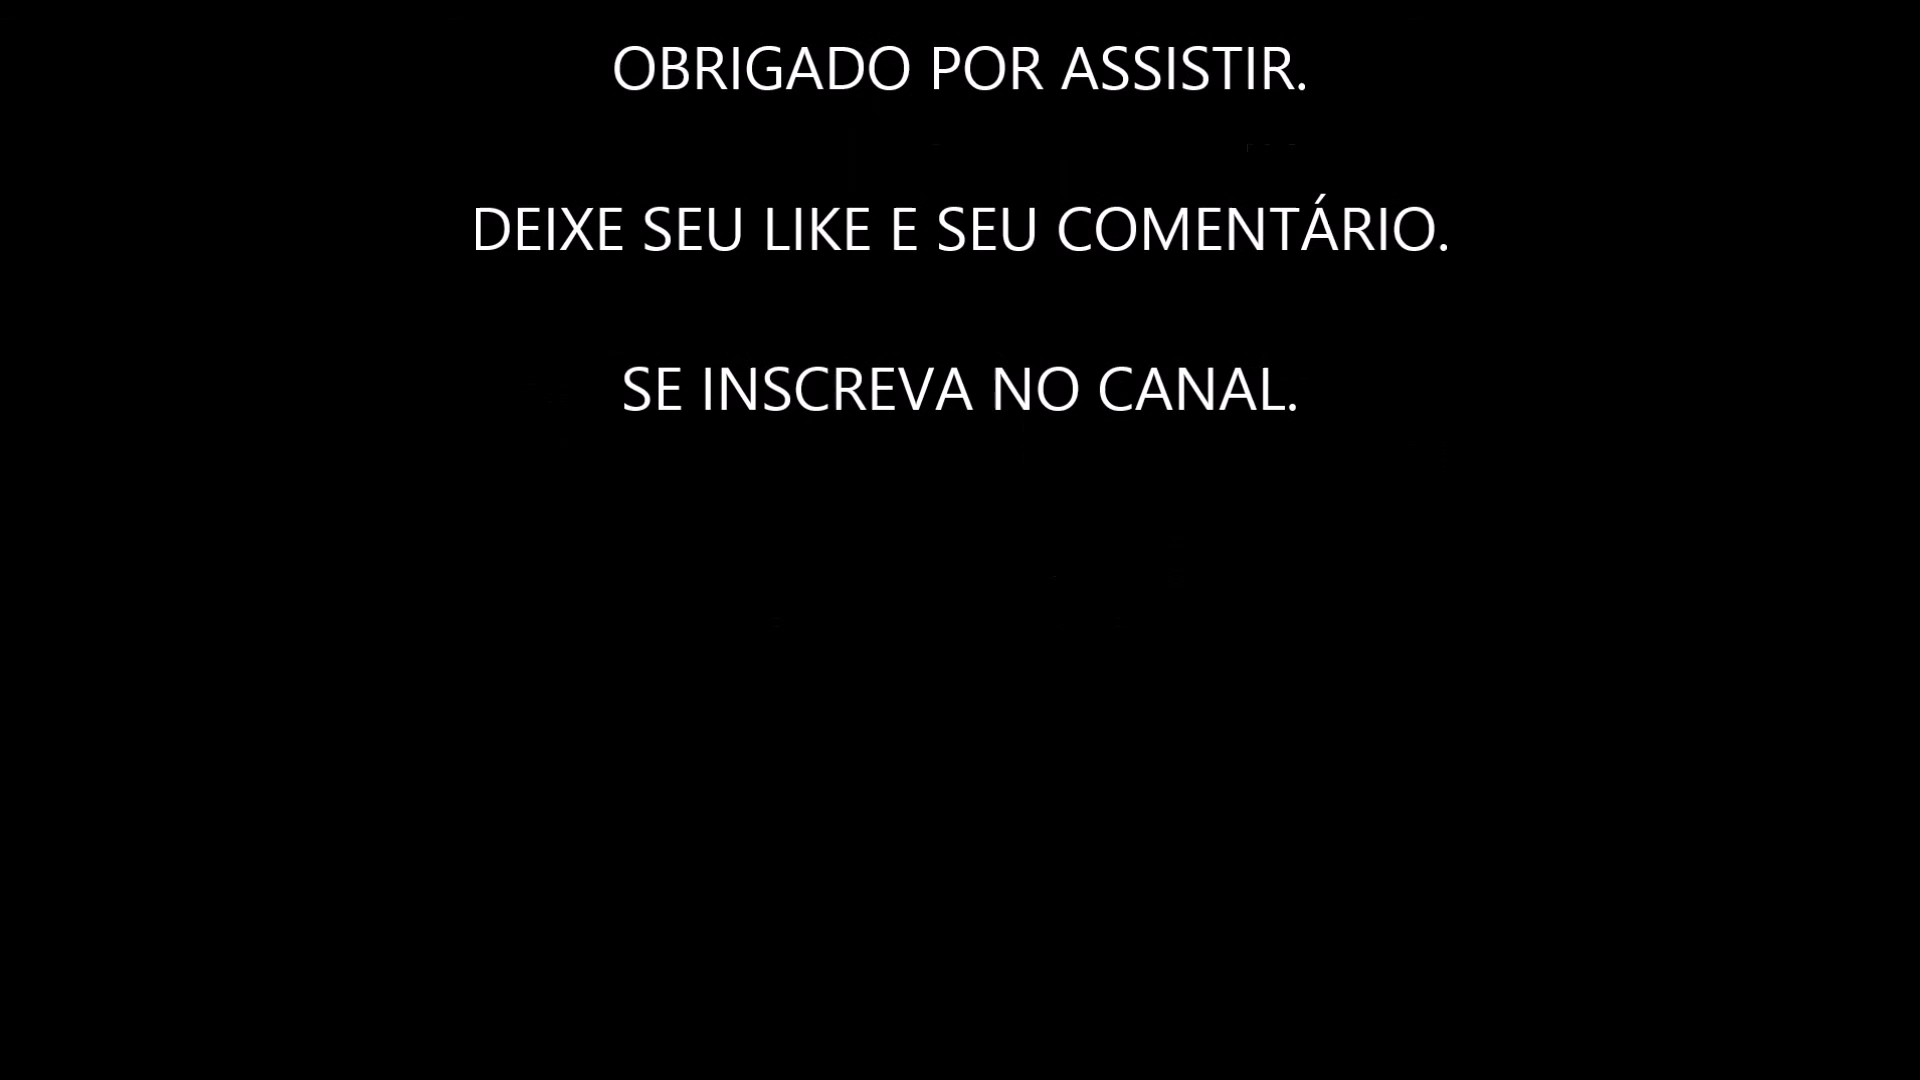 OBRIGADO POR ASSISTIR.
DEIXE SEU LIKE E SEU COMENTÁRIO.
SE INSCREVA NO CANAL.